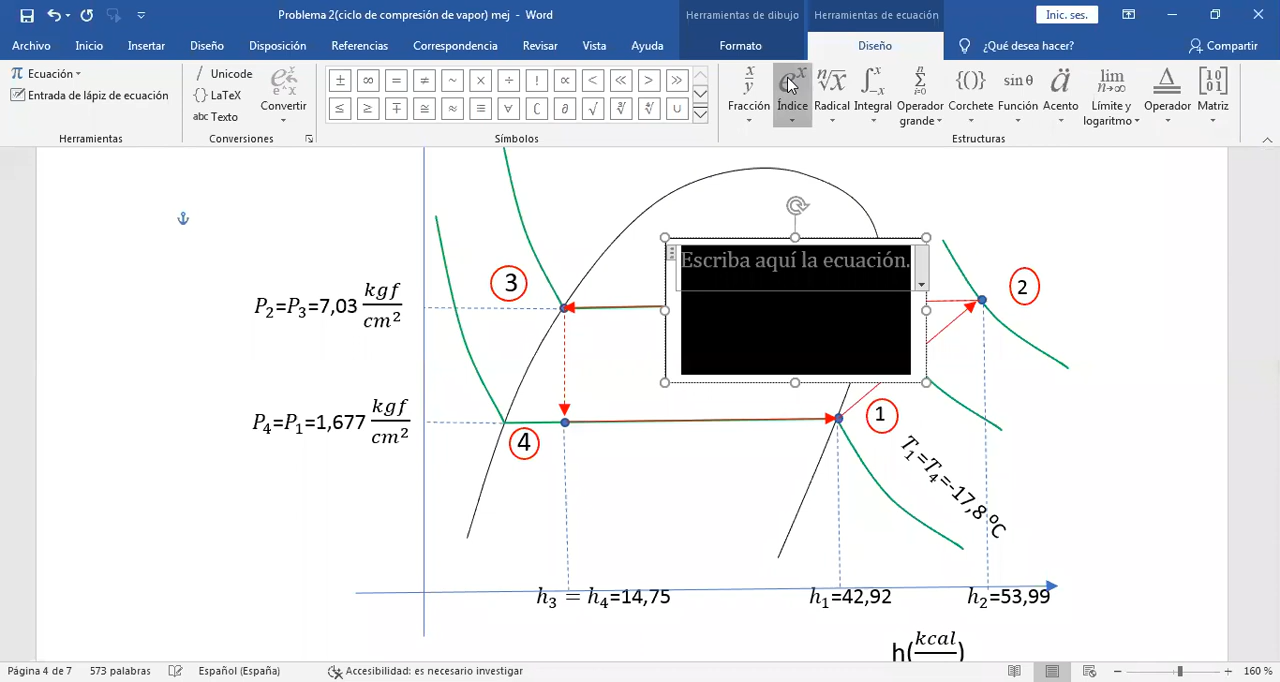 Problema 2(ciclo de compresión de vapor) mej - Word
Herramientas de dibujo
Herramientas de ecuación
Inic. ses.
Archivo
Inicio
Insertar
Diseño
Disposición
Referencias
Correspondencia
Revisar
Vista
Ayuda
Formato
Diseño
¿Qué desea hacer?
Compartir
π Ecuación
Entrada de lápiz de ecuación
Herramientas
/ Unicode
{} LaTeX
abc Texto
Convertir
Conversiones
± ∞ = ≠ ~ × ÷ ! ∝ < ≪ > ≫
≤ ≥ ∓ ≅ ≈ ≡ ∀ ∁ ∂ √ ∛ ∜ ∪
Símbolos
Fracción
Índice
Radical
Integral
Operador grande
Corchete
Función
Acento
Límite y logaritmo
Operador
Matriz
Estructuras
Escriba aquí la ecuación.
3
2
P₂=P₃=7,03 kgf/cm²
P₄=P₁=1,677 kgf/cm²
4
1
T₁=T₄=-17,8 ºC
h₃ = h₄=14,75
h₁=42,92
h₂=53,99
h(kcal/)
Página 4 de 7
573 palabras
Español (España)
Accesibilidad: es necesario investigar
160 %